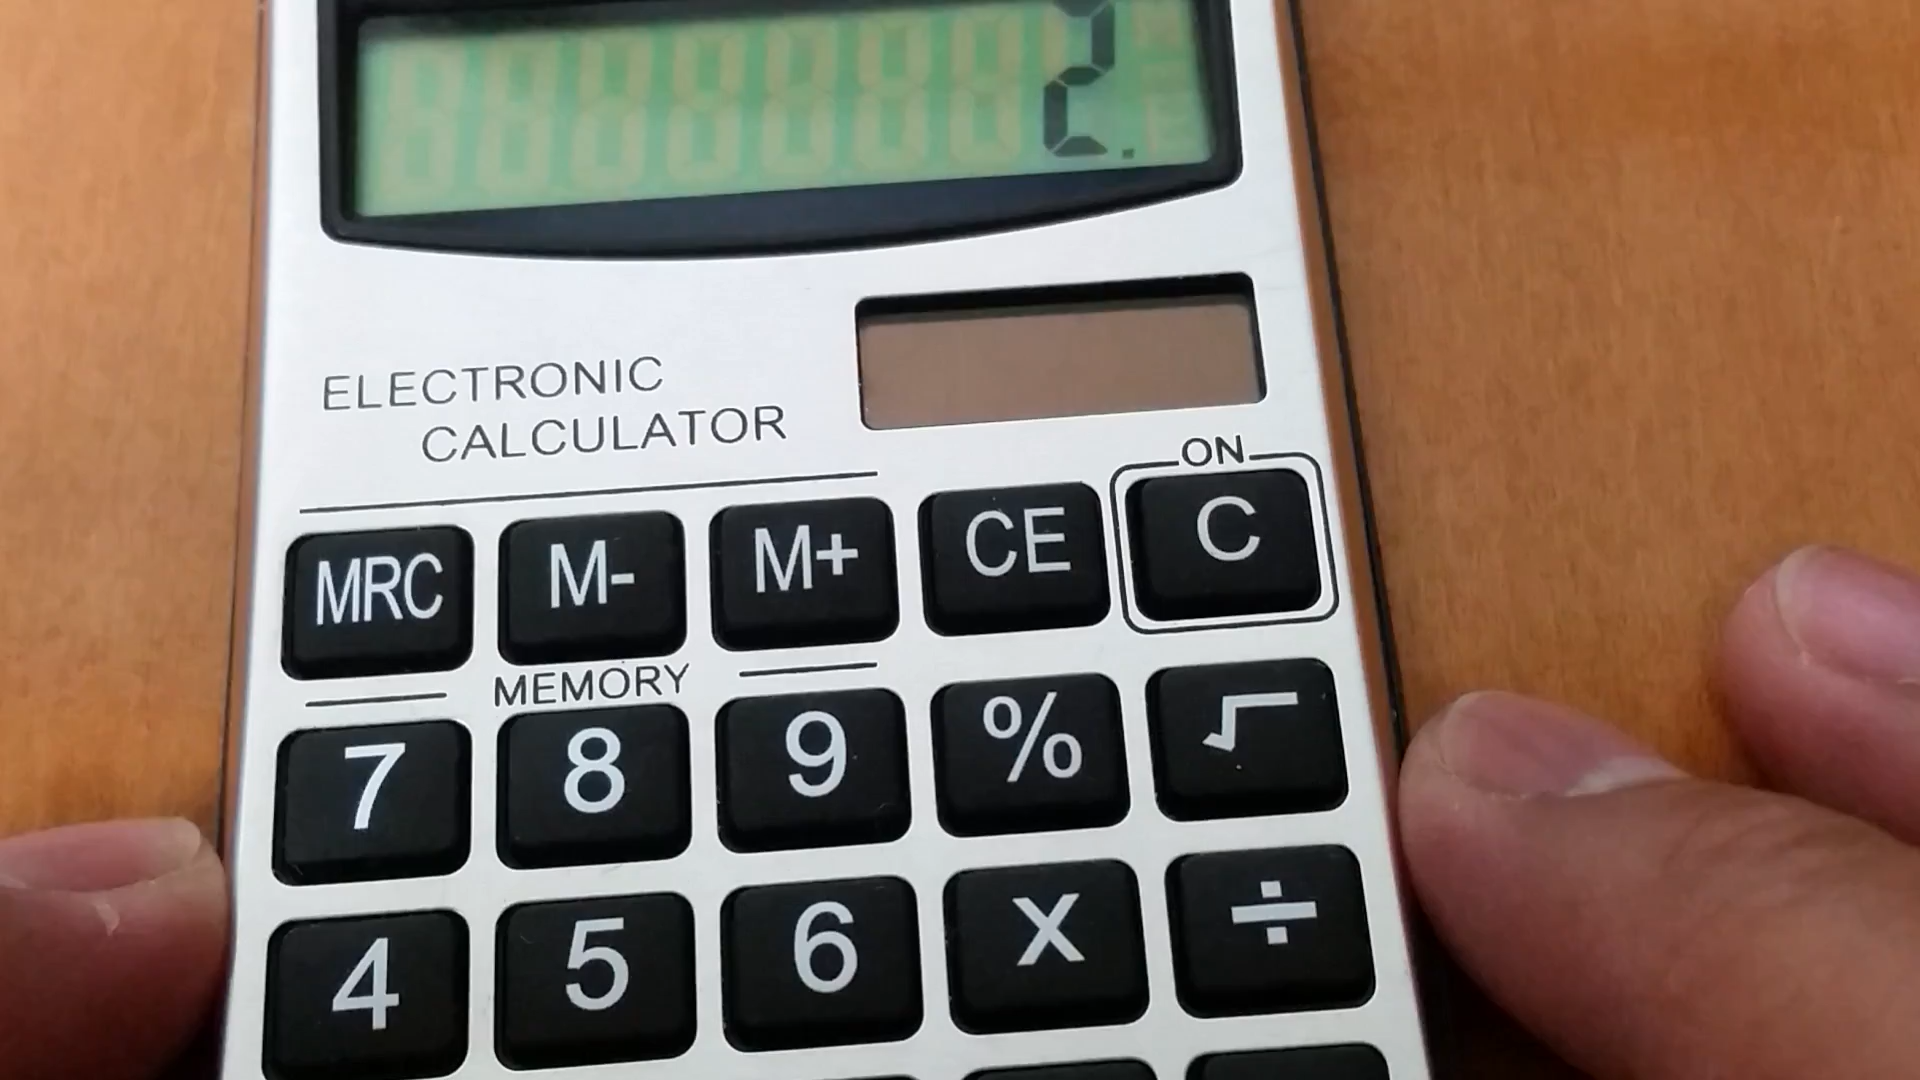 2.
ELECTRONIC
CALCULATOR
ON
MRC M- M+ CE C
MEMORY
7 8 9 % √
4 5 6 X ÷